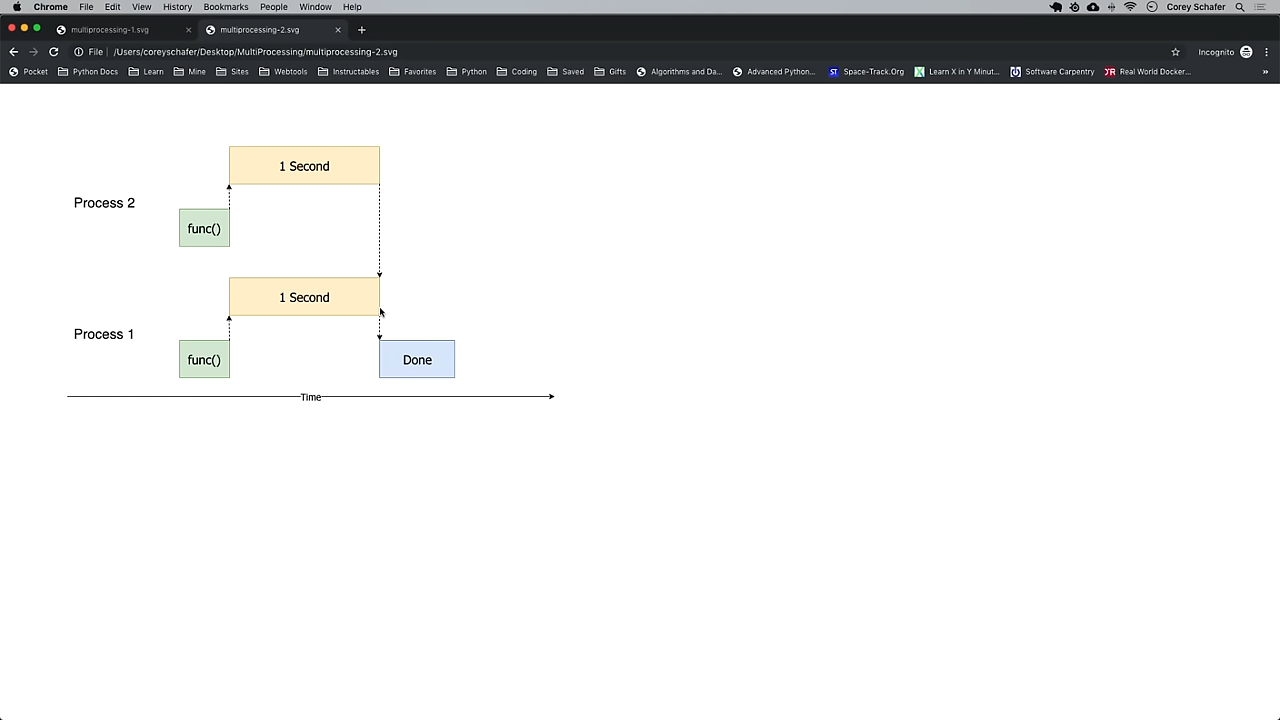 Chrome File Edit View History Bookmarks People Window Help Corey Schafer
multiprocessing-1.svg multiprocessing-2.svg
File /Users/coreyschafer/Desktop/MultiProcessing/multiprocessing-2.svg Incognito
Pocket Python Docs Learn Mine Sites Webtools Instructables Favorites Python Coding Saved Gifts Algorithms and Da... Advanced Python... ST Space-Track.Org Learn X in Y Minut... Software Carpentry Real World Docker... »
1 Second
Process 2
func()
1 Second
Process 1
func()
Done
Time